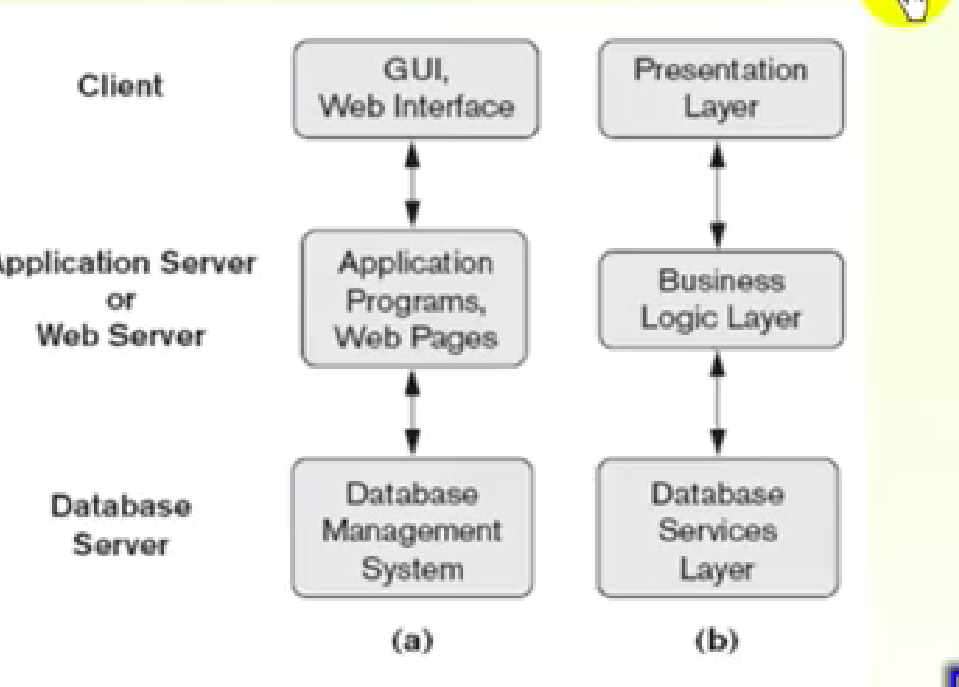 Client
GUI,
Web Interface
Presentation
Layer
Application Server
or
Web Server
Application
Programs,
Web Pages
Business
Logic Layer
Database
Server
Database
Management
System
Database
Services
Layer
(a)
(b)